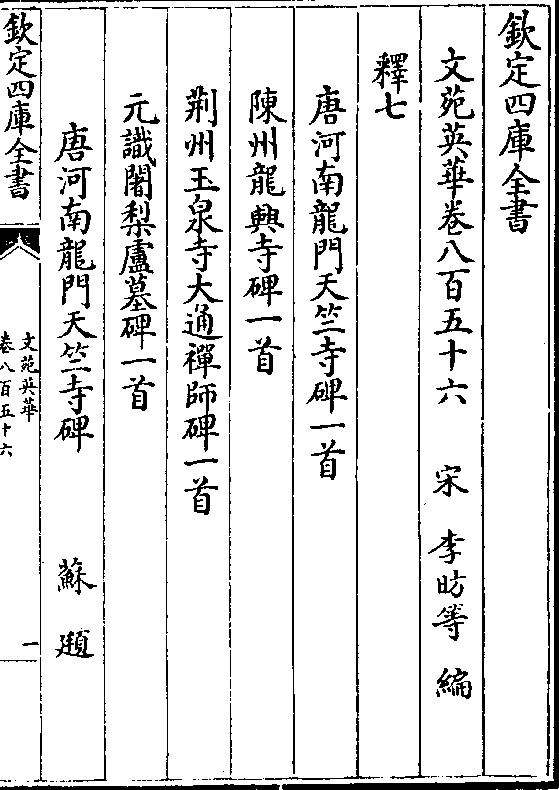 欽定四庫全書
文苑英華卷八百五十六 宋 李昉等 編
釋七
唐河南龍門天竺寺碑一首
陳州龍興寺碑一首
荆州玉泉寺大通禪師碑一首
元識闍梨廬墓碑一首
唐河南龍門天竺寺碑 蘇頲
欽定四庫全書
文苑英華
卷八百五十六
一